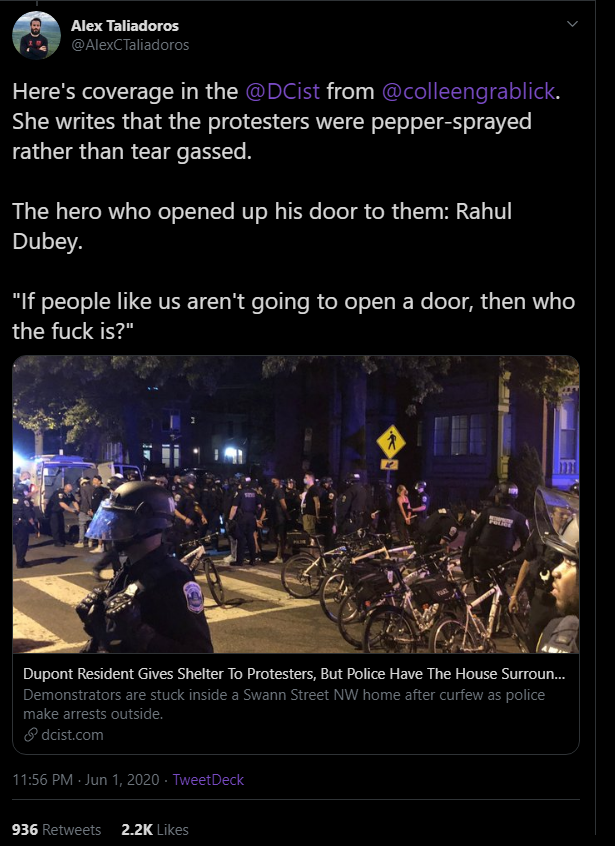 Alex Taliadoros
@AlexCTaliadoros
Here's coverage in the @DCist from @colleengrablick.
She writes that the protesters were pepper-sprayed
rather than tear gassed.
The hero who opened up his door to them: Rahul
Dubey.
"If people like us aren't going to open a door, then who
the fuck is?"
Dupont Resident Gives Shelter To Protesters, But Police Have The House Surroun...
Demonstrators are stuck inside a Swann Street NW home after curfew as police
make arrests outside.
dcist.com
11:56 PM · Jun 1, 2020 · TweetDeck
936 Retweets 2.2K Likes